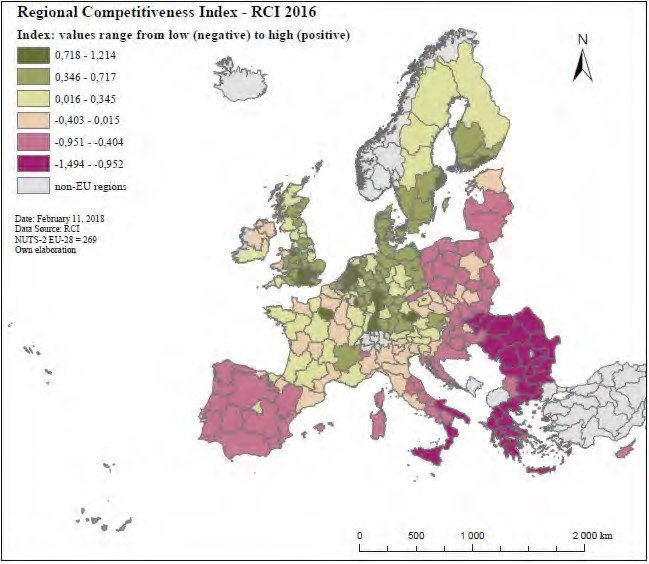 Regional Competitiveness Index - RCI 2016
Index: values range from low (negative) to high (positive)
0,718 - 1,214
0,346 - 0,717
0,016 - 0,345
-0,403 - 0,015
-0,951 - -0,404
-1,494 - -0,952
non-EU regions
Date: February 11, 2018
Data Source: RCI
NUTS-2 EU-28 = 269
Own elaboration
N
0 500 1 000 2 000 km